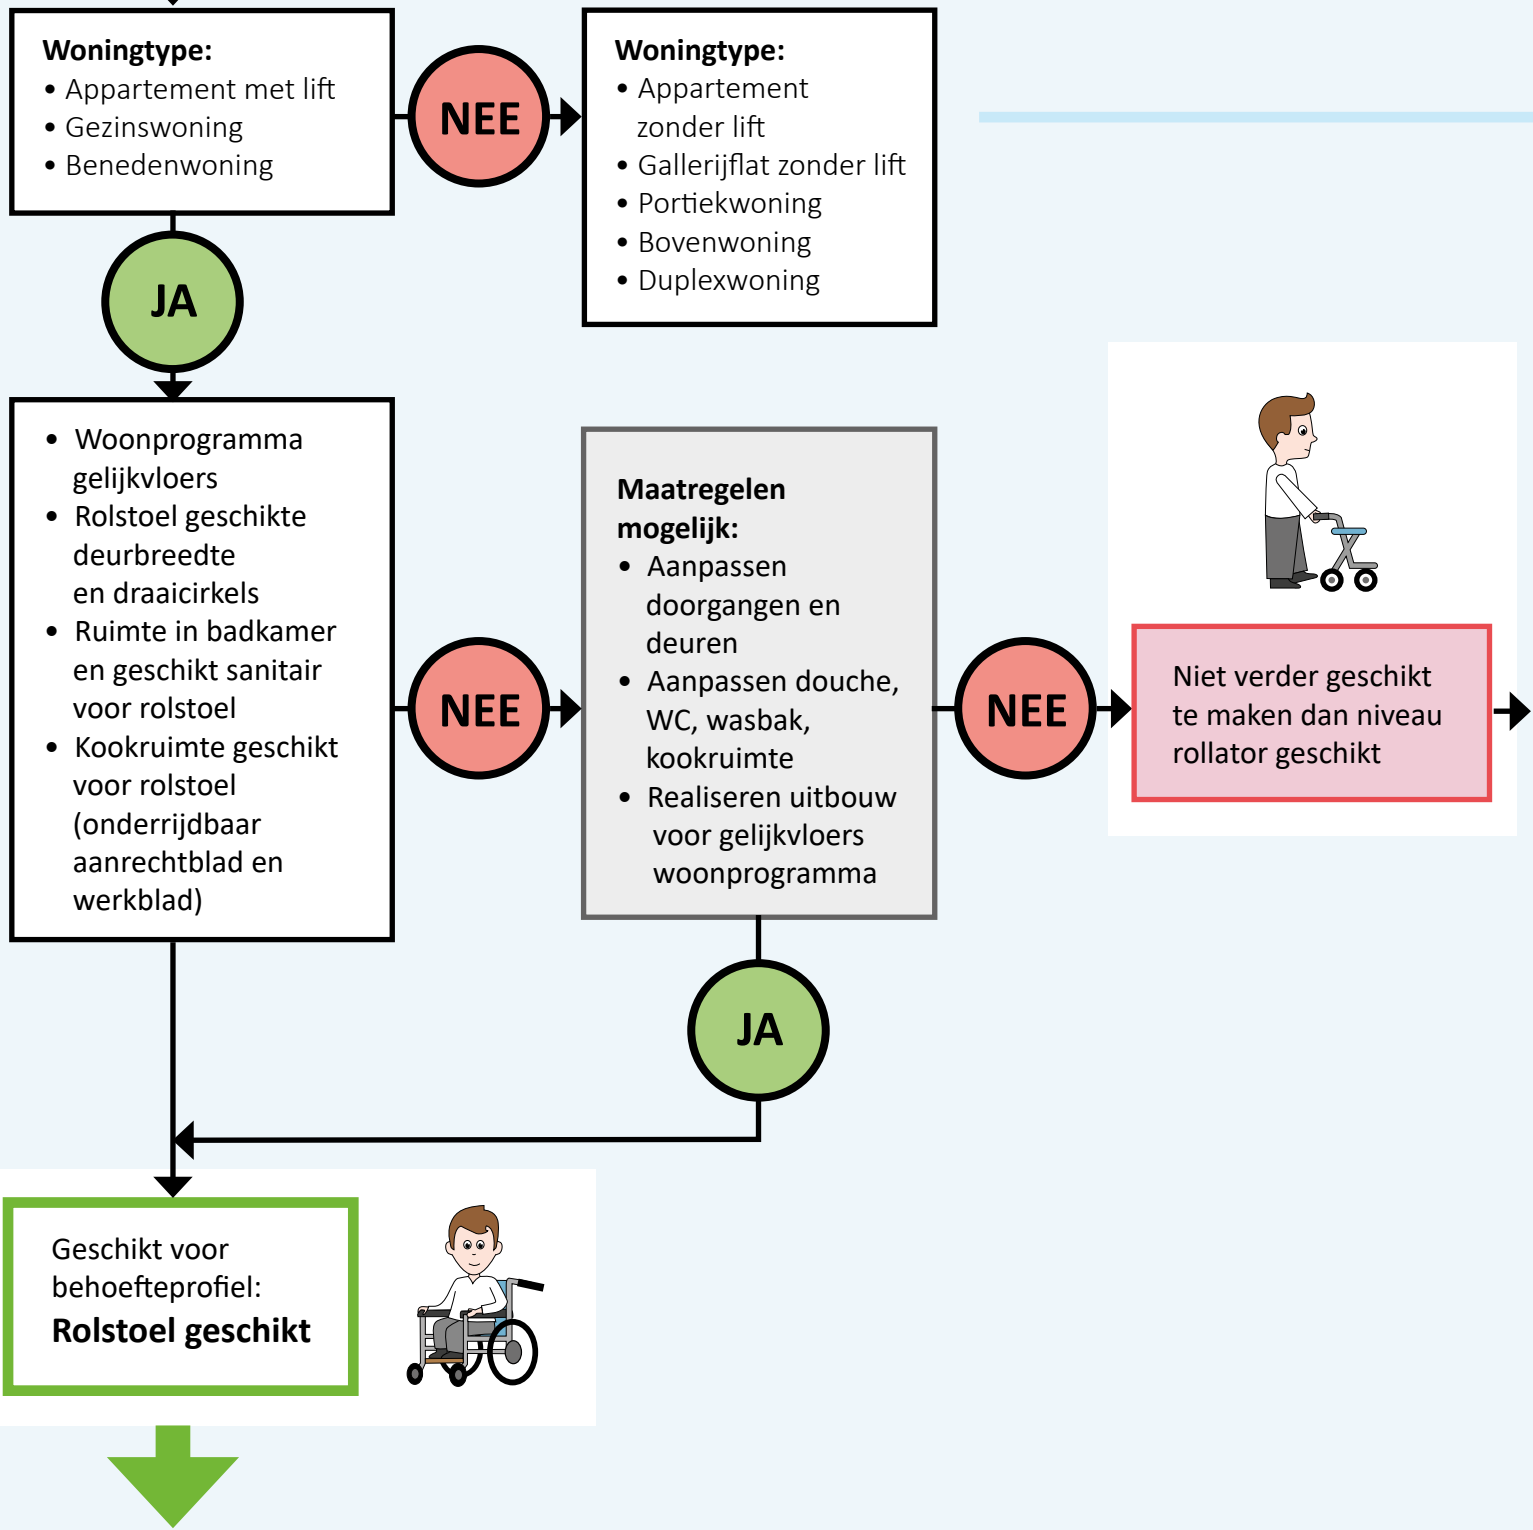 Woningtype:
• Appartement met lift
• Gezinswoning
• Benedenwoning
NEE
Woningtype:
• Appartement
zonder lift
• Gallerijflat zonder lift
• Portiekwoning
• Bovenwoning
• Duplexwoning
JA
• Woonprogramma
gelijkvloers
• Rolstoel geschikte
deurbreedte
en draaicirkels
• Ruimte in badkamer
en geschikt sanitair
voor rolstoel
• Kookruimte geschikt
voor rolstoel
(onderrijdbaar
aanrechtblad en
werkblad)
NEE
Maatregelen
mogelijk:
• Aanpassen
doorgangen en
deuren
• Aanpassen douche,
WC, wasbak,
kookruimte
• Realiseren uitbouw
voor gelijkvloers
woonprogramma
NEE
Niet verder geschikt
te maken dan niveau
rollator geschikt
JA
Geschikt voor
behoefteprofiel:
Rolstoel geschikt